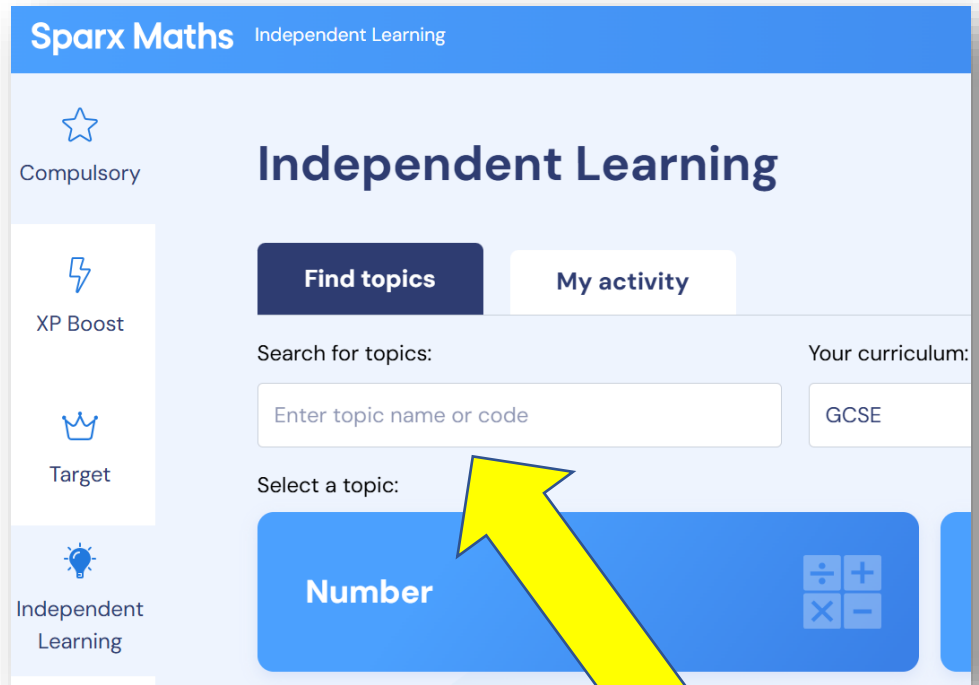 Sparx Maths Independent Learning
Compulsory
Independent Learning
Find topics My activity
XP Boost
Search for topics: Your curriculum:
Enter topic name or code GCSE
Target
Select a topic:
Number
Independent
Learning